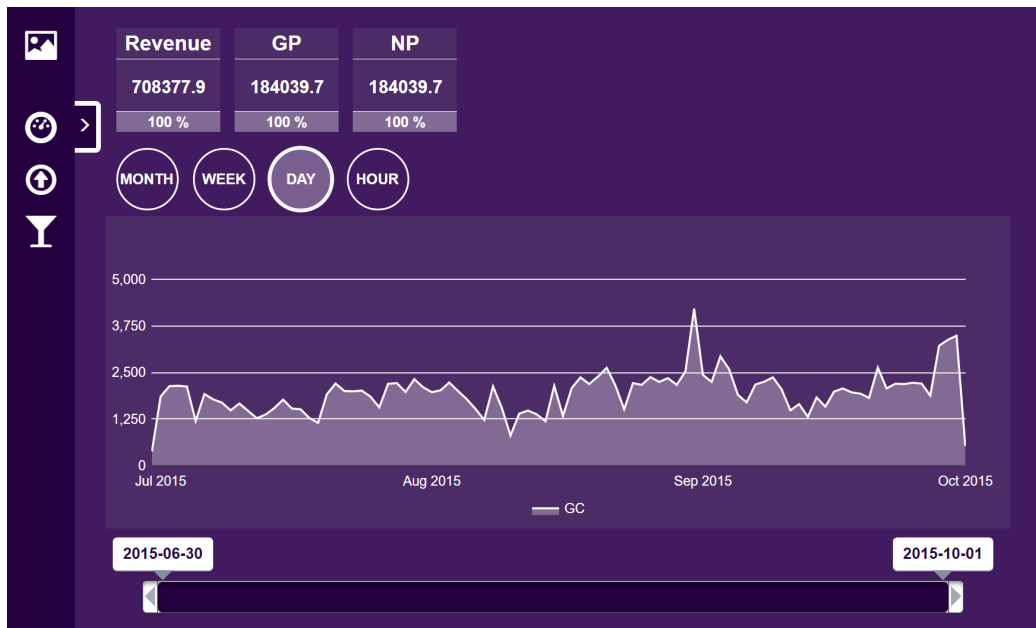 Revenue GP NP
708377.9 184039.7 184039.7
100 % 100 % 100 %
MONTH WEEK DAY HOUR
5,000
3,750
2,500
1,250
0
Jul 2015 Aug 2015 Sep 2015 Oct 2015
GC
2015-06-30 2015-10-01